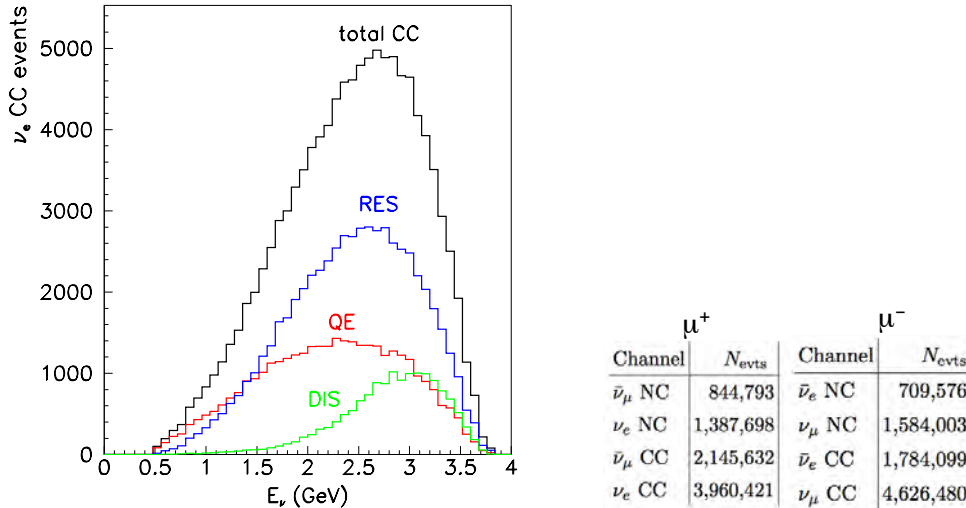 total CC
5000
4000
3000
2000
1000
0
ν_e CC events
RES
QE
DIS
0 0.5 1 1.5 2 2.5 3 3.5 4
E_ν (GeV)
μ⁺
Channel N_evts
ν̄_μ NC 844,793
ν_e NC 1,387,698
ν̄_μ CC 2,145,632
ν_e CC 3,960,421
μ⁻
Channel N_evts
ν̄_e NC 709,576
ν_μ NC 1,584,003
ν̄_e CC 1,784,099
ν_μ CC 4,626,480